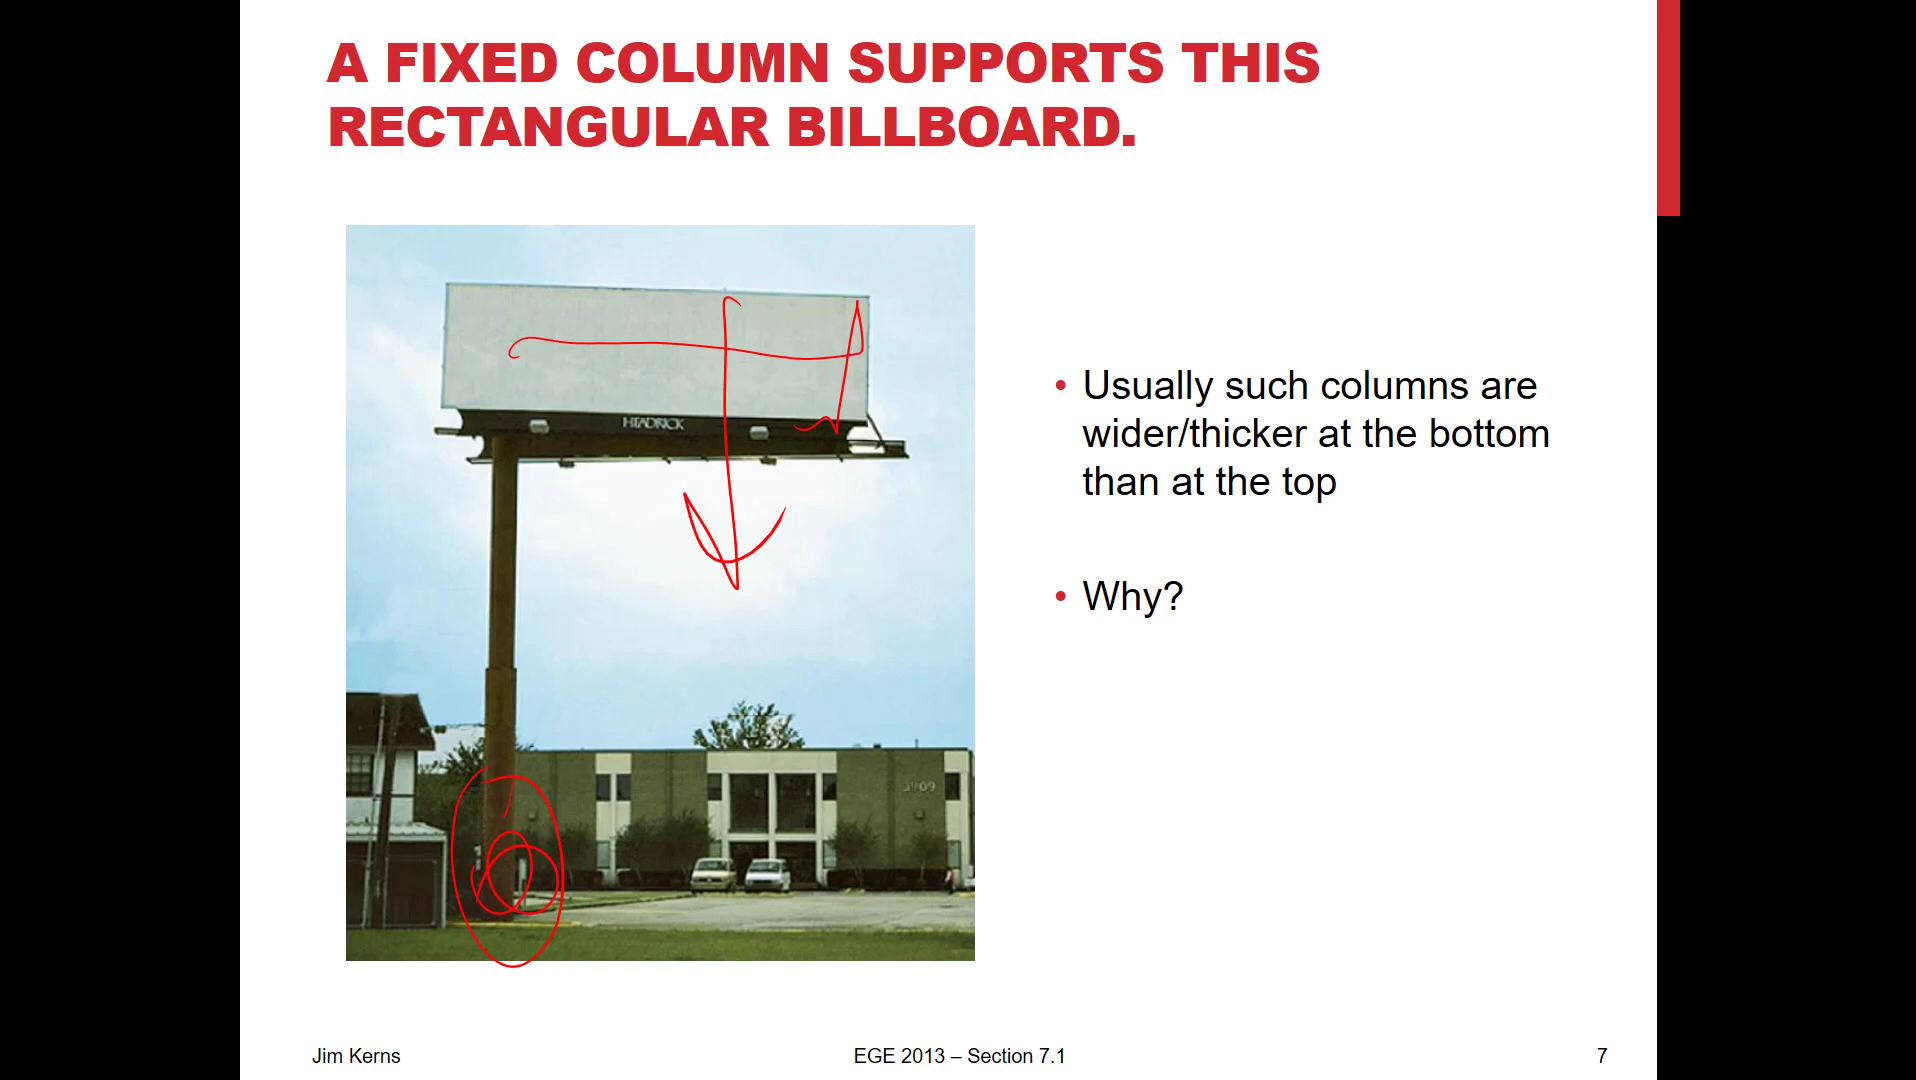 A FIXED COLUMN SUPPORTS THIS
RECTANGULAR BILLBOARD.
HEADRICK
• Usually such columns are
wider/thicker at the bottom
than at the top
• Why?
3909
Jim Kerns
EGE 2013 – Section 7.1
7